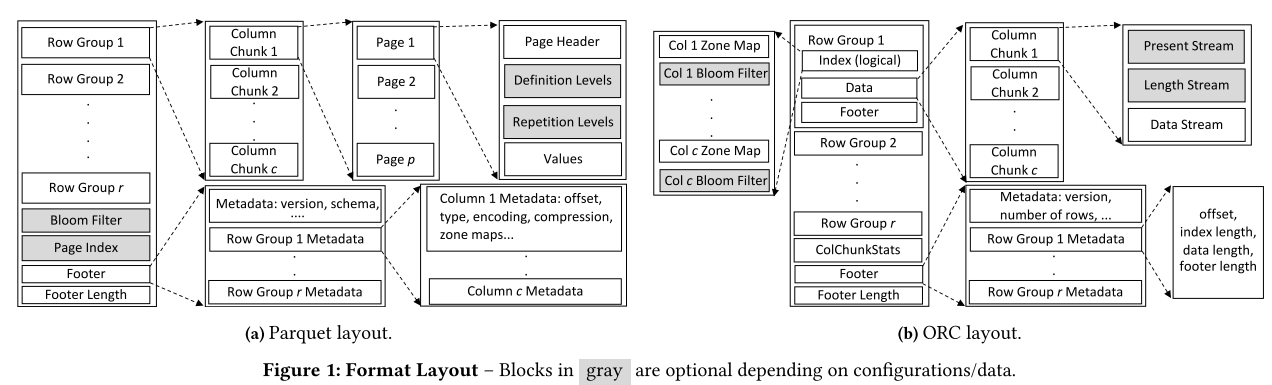 Row Group 1
Row Group 2
.
.
.
.
Row Group r
Bloom Filter
Page Index
Footer
Footer Length
Column
Chunk 1
Column
Chunk 2
.
.
.
Column
Chunk c
Page 1
Page 2
.
.
.
Page p
Page Header
Definition Levels
Repetition Levels
Values
Metadata: version, schema,
....
Row Group 1 Metadata
.
.
Row Group r Metadata
Column 1 Metadata: offset,
type, encoding, compression,
zone maps...
.
.
Column c Metadata
(a) Parquet layout.
Col 1 Zone Map
Col 1 Bloom Filter
.
.
.
Col c Zone Map
Col c Bloom Filter
Row Group 1
Index (logical)
Data
Footer
Row Group 2
.
.
.
Row Group r
ColChunkStats
Footer
Footer Length
Column
Chunk 1
Column
Chunk 2
.
.
.
Column
Chunk c
Present Stream
Length Stream
Data Stream
Metadata: version,
number of rows, ...
Row Group 1 Metadata
.
.
Row Group r Metadata
offset,
index length,
data length,
footer length
(b) ORC layout.
Figure 1: Format Layout – Blocks in gray are optional depending on configurations/data.